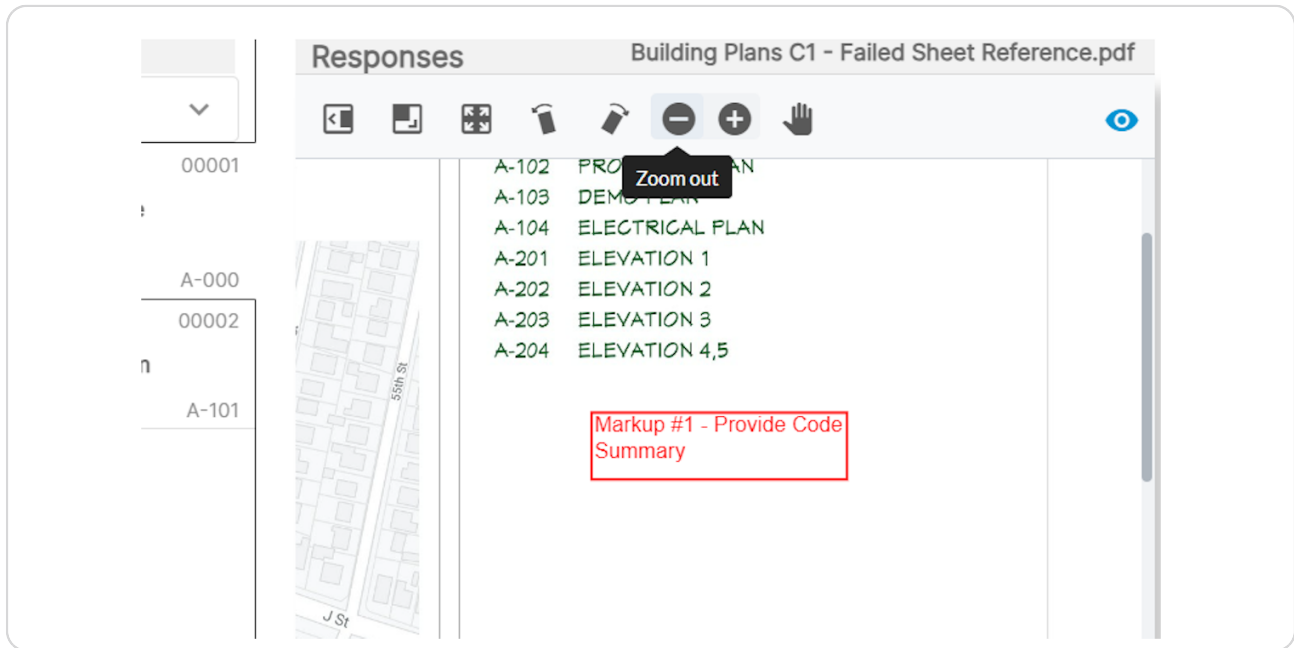 Responses
Building Plans C1 - Failed Sheet Reference.pdf
Zoom out
00001
A-000
00002
A-101
A-102
A-103 DEMO PLAN
A-104 ELECTRICAL PLAN
A-201 ELEVATION 1
A-202 ELEVATION 2
A-203 ELEVATION 3
A-204 ELEVATION 4,5
Markup #1 - Provide Code
Summary
55th St
J St